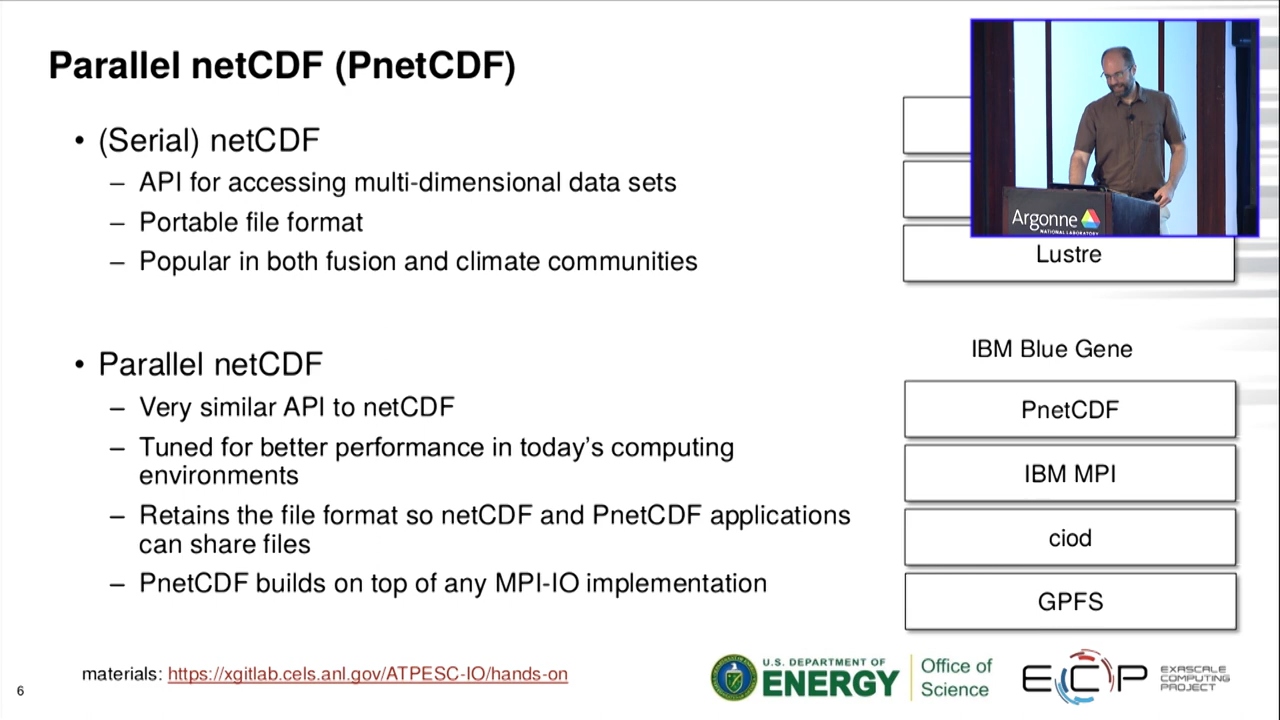 Parallel netCDF (PnetCDF)
• (Serial) netCDF
– API for accessing multi-dimensional data sets
– Portable file format
– Popular in both fusion and climate communities
• Parallel netCDF
– Very similar API to netCDF
– Tuned for better performance in today's computing
environments
– Retains the file format so netCDF and PnetCDF applications
can share files
– PnetCDF builds on top of any MPI-IO implementation
Argonne
NATIONAL LABORATORY
Lustre
IBM Blue Gene
PnetCDF
IBM MPI
ciod
GPFS
materials: https://xgitlab.cels.anl.gov/ATPESC-IO/hands-on
6
U.S. DEPARTMENT OF
ENERGY
Office of
Science
ECP
EXASCALE
COMPUTING
PROJECT